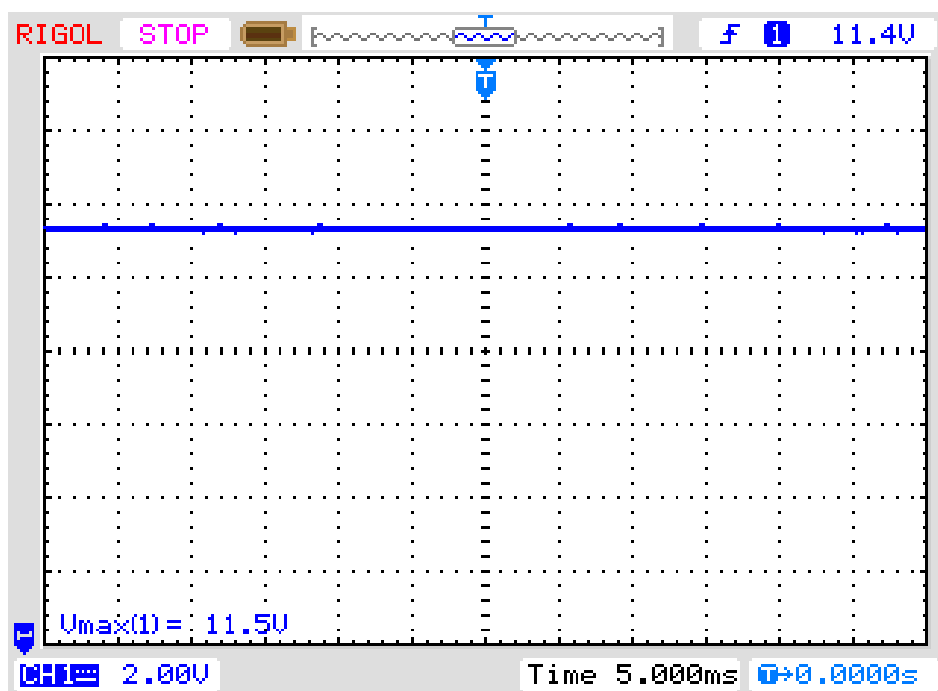 RIGOL STOP T 1 11.4V
T
Vmax(1)= 11.5V
1
CH1 2.00V Time 5.000ms T→0.0000s